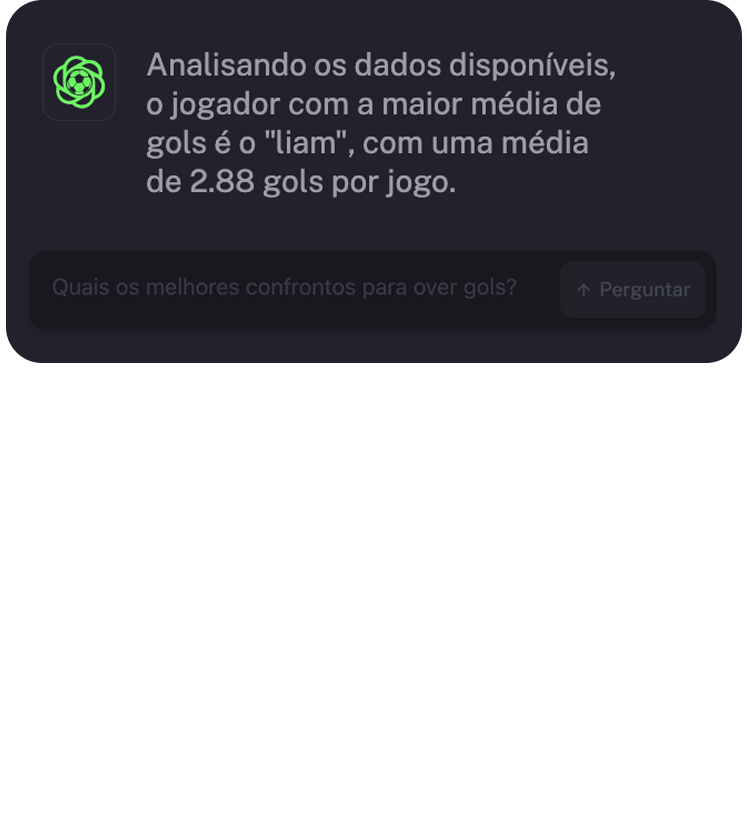 Analisando os dados disponíveis,
o jogador com a maior média de
gols é o "liam", com uma média
de 2.88 gols por jogo.
Quais os melhores confrontos para over gols?
↑ Perguntar